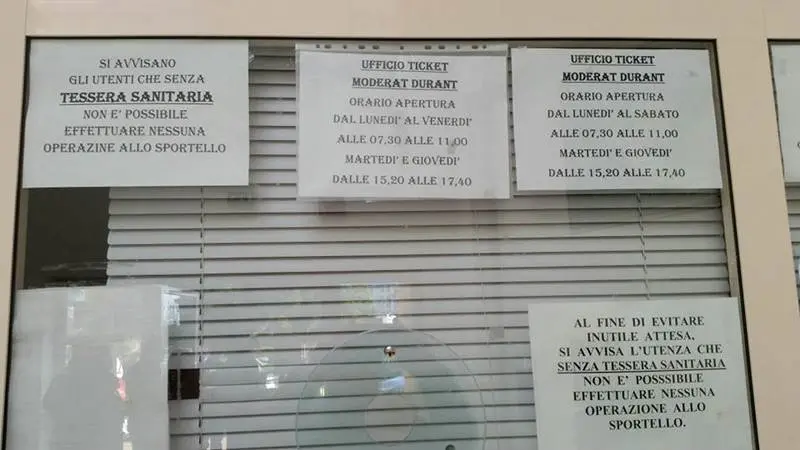 SI AVVISANO
GLI UTENTI CHE SENZA
TESSERA SANITARIA
NON E' POSSIBILE
EFFETTUARE NESSUNA
OPERAZINE ALLO SPORTELLO
UFFICIO TICKET
MODERAT DURANT
ORARIO APERTURA
DAL LUNEDI' AL VENERDI'
ALLE 07,30 ALLE 11,00
MARTEDI' E GIOVEDI'
DALLE 15,20 ALLE 17,40
UFFICIO TICKET
MODERAT DURANT
ORARIO APERTURA
DAL LUNEDI' AL SABATO
ALLE 07,30 ALLE 11,00
MARTEDI' E GIOVEDI'
DALLE 15,20 ALLE 17,40
AL FINE DI EVITARE
INUTILE ATTESA,
SI AVVISA L'UTENZA CHE
SENZA TESSERA SANITARIA
NON E' POSSSIBILE
EFFETTUARE NESSUNA
OPERAZIONE ALLO
SPORTELLO.